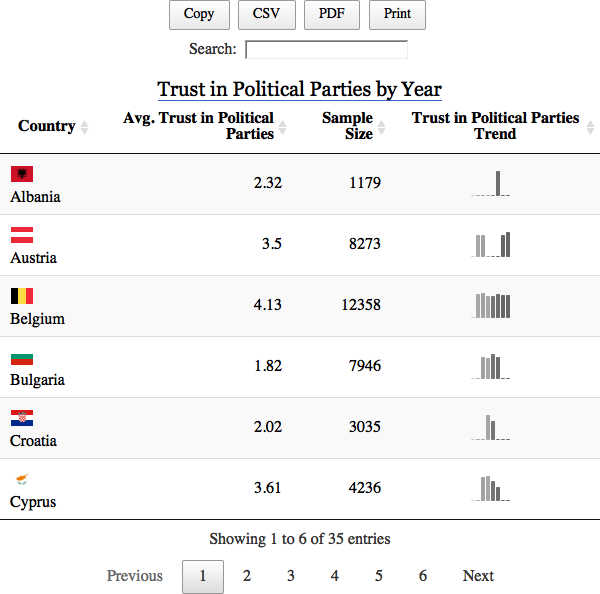 Copy CSV PDF Print
Search:
Trust in Political Parties by Year
Country Avg. Trust in Political Parties Sample Size Trust in Political Parties Trend
Albania 2.32 1179
Austria 3.5 8273
Belgium 4.13 12358
Bulgaria 1.82 7946
Croatia 2.02 3035
Cyprus 3.61 4236
Showing 1 to 6 of 35 entries
Previous 1 2 3 4 5 6 Next